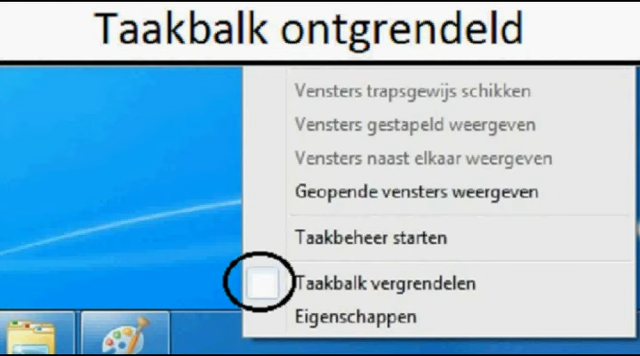 Taakbalk ontgrendeld
Vensters trapsgewijs schikken
Vensters gestapeld weergeven
Vensters naast elkaar weergeven
Geopende vensters weergeven
Taakbeheer starten
Taakbalk vergrendelen
Eigenschappen